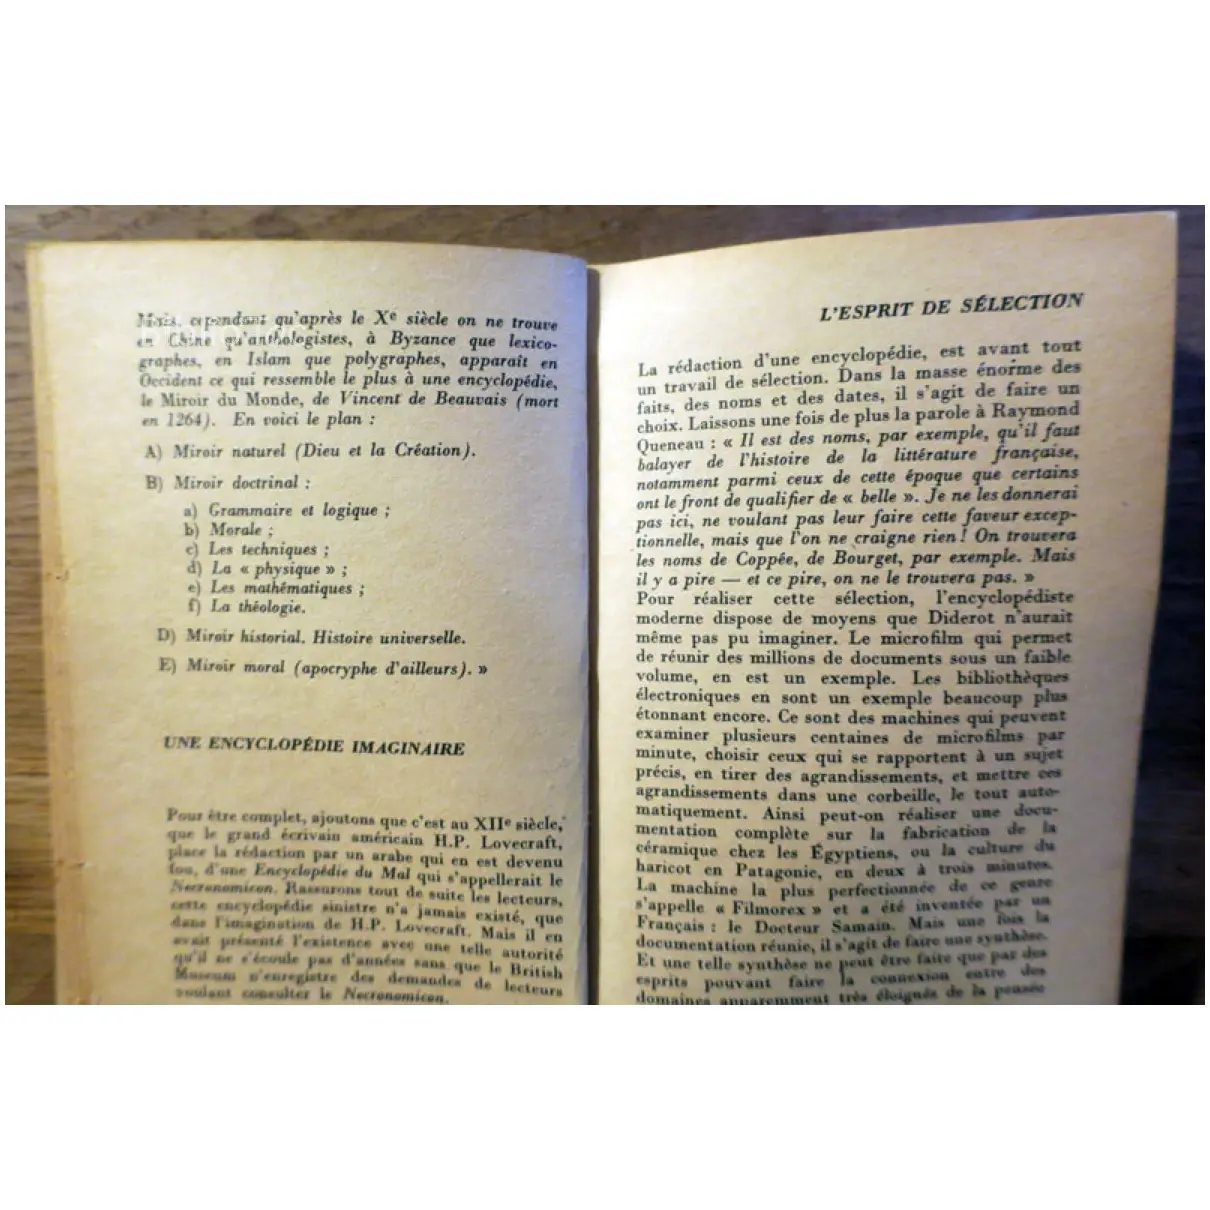 Mais, cependant qu'après le Xe siècle on ne trouve
en Chine qu'anthologistes, à Byzance que lexico-
graphes, en Islam que polygraphes, apparaît en
Occident ce qui ressemble le plus à une encyclopédie,
le Miroir du Monde, de Vincent de Beauvais (mort
en 1264). En voici le plan :
A) Miroir naturel (Dieu et la Création).
B) Miroir doctrinal :
a) Grammaire et logique ;
b) Morale ;
c) Les techniques ;
d) La « physique » ;
e) Les mathématiques ;
f) La théologie.
D) Miroir historial. Histoire universelle.
E) Miroir moral (apocryphe d'ailleurs). »
UNE ENCYCLOPÉDIE IMAGINAIRE
Pour être complet, ajoutons que c'est au XIIe siècle,
que le grand écrivain américain H.P. Lovecraft,
place la rédaction par un arabe qui en est devenu
fou, d'une Encyclopédie du Mal qui s'appellerait le
Necronomicon. Rassurons tout de suite les lecteurs,
cette encyclopédie sinistre n'a jamais existé, que
dans l'imagination de H.P. Lovecraft. Mais il en
avait présenté l'existence avec une telle autorité
qu'il ne s'écoule pas d'années sans que le British
Museum n'enregistre des demandes de lecteurs
voulant consulter le Necronomicon.
L'ESPRIT DE SÉLECTION
La rédaction d'une encyclopédie, est avant tout
un travail de sélection. Dans la masse énorme des
faits, des noms et des dates, il s'agit de faire un
choix. Laissons une fois de plus la parole à Raymond
Queneau : « Il est des noms, par exemple, qu'il faut
balayer de l'histoire de la littérature française,
notamment parmi ceux de cette époque que certains
ont le front de qualifier de « belle ». Je ne les donnerai
pas ici, ne voulant pas leur faire cette faveur excep-
tionnelle, mais que l'on ne craigne rien ! On trouvera
les noms de Coppée, de Bourget, par exemple. Mais
il y a pire — et ce pire, on ne le trouvera pas. »
Pour réaliser cette sélection, l'encyclopédiste
moderne dispose de moyens que Diderot n'aurait
même pas pu imaginer. Le microfilm qui permet
de réunir des millions de documents sous un faible
volume, en est un exemple. Les bibliothèques
électroniques en sont un exemple beaucoup plus
étonnant encore. Ce sont des machines qui peuvent
examiner plusieurs centaines de microfilms par
minute, choisir ceux qui se rapportent à un sujet
précis, en tirer des agrandissements, et mettre ces
agrandissements dans une corbeille, le tout auto-
matiquement. Ainsi peut-on réaliser une docu-
mentation complète sur la fabrication de la
céramique chez les Égyptiens, ou la culture du
haricot en Patagonie, en deux à trois minutes.
La machine la plus perfectionnée de ce genre
s'appelle « Filmorex » et a été inventée par un
Français : le Docteur Samain. Mais une fois la
documentation réunie, il s'agit de faire une synthèse.
Et une telle synthèse ne peut être faite que par des
esprits pouvant faire la connexion entre des
domaines apparemment très éloignés de la pensée